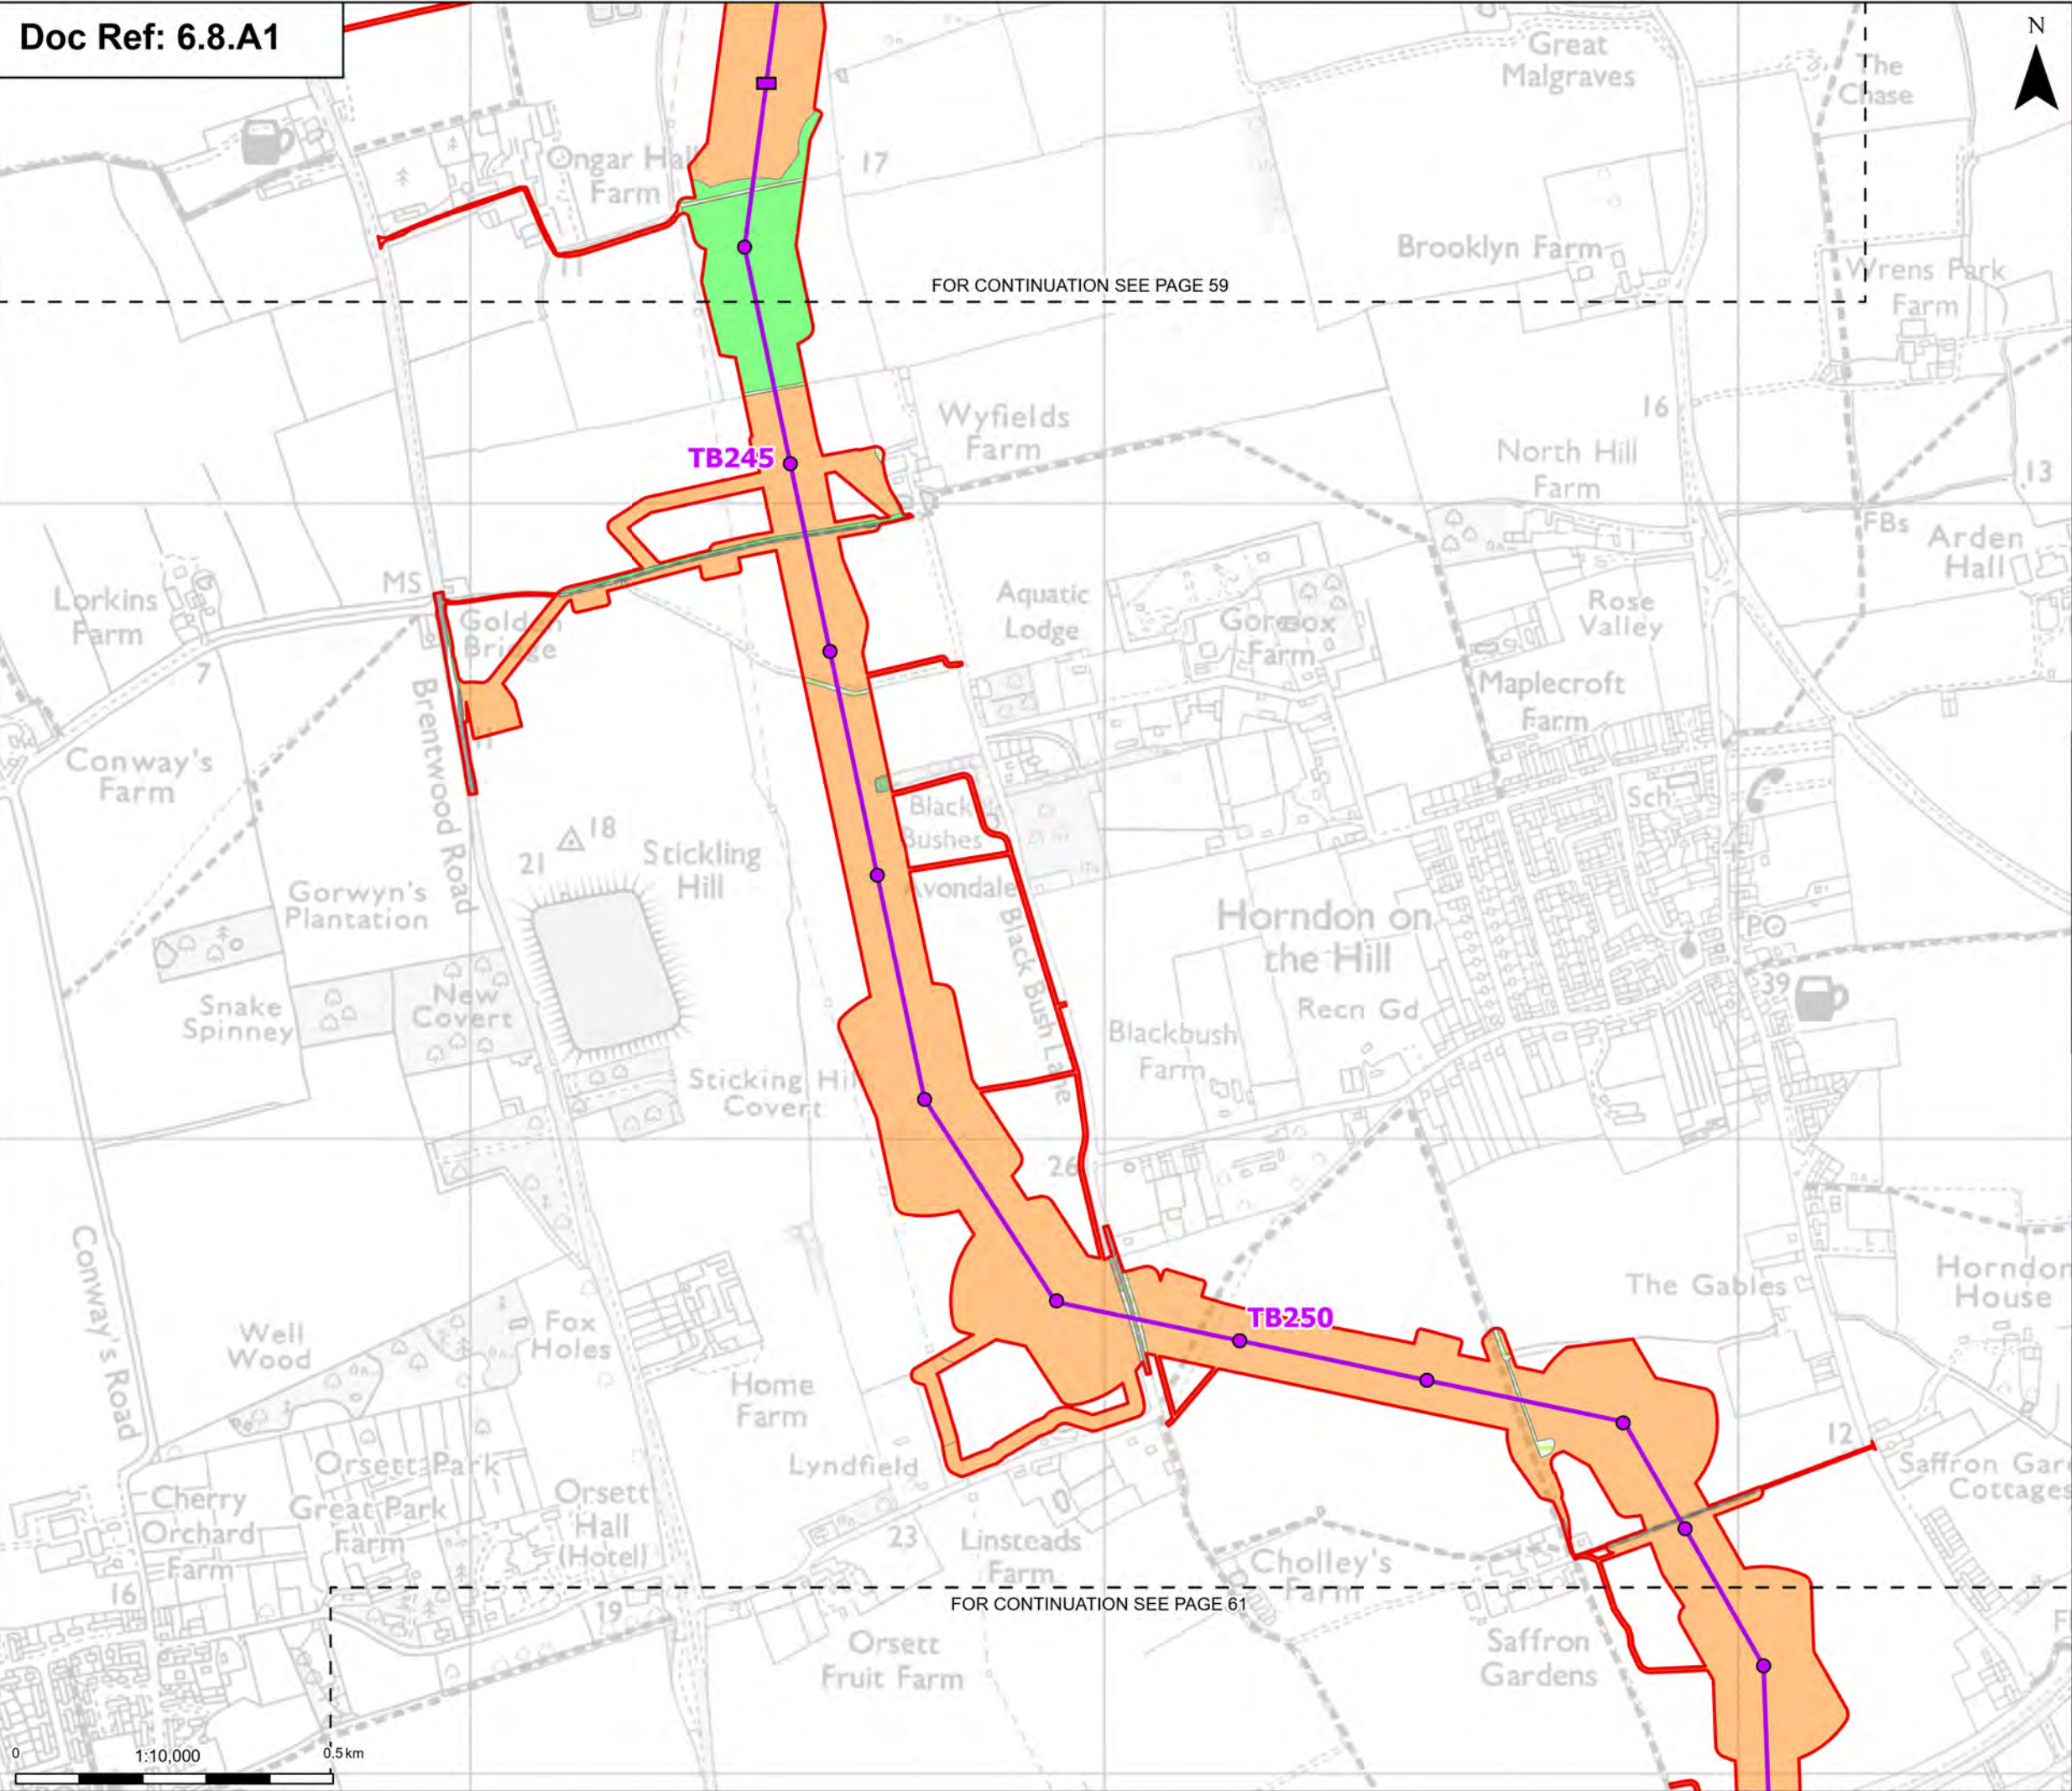 Doc Ref: 6.8.A1
N
Great
Malgraves
The
Chase
Ongar Hall
Farm
17
11
Brooklyn Farm
Wrens Park
Farm
FOR CONTINUATION SEE PAGE 59
Wyfields
Farm
16
TB245
North Hill
Farm
13
FBs
Arden
Hall
MS
Lorkins
Farm
Golden
Bridge
Aquatic
Lodge
Farm
Rose
Valley
7
Maplecroft
Farm
Brentwood Road
Conway's
Farm
11
Sch
Black
Bushes
18
21
Stickling
Hill
Avondale
Gorwyn's
Plantation
Black Bush Lane
Horndon on
the Hill
PO
39
Snake
Spinney
New
Covert
Recn Gd
Blackbush
Farm
Sticking Hill
Covert
26
Conway's Road
The Gables
Horndon
House
Well
Wood
Fox
Holes
TB250
Home
Farm
12
Lyndfield
Orsett Park
Saffron Gar
Cottages
Cherry
Orchard
Farm
Great Park
Farm
Orsett
Hall
(Hotel)
23
Linsteads
Farm
Cholley's
Farm
16
19
FOR CONTINUATION SEE PAGE 61
Orsett
Fruit Farm
Saffron
Gardens
0
1:10,000
0.5 km